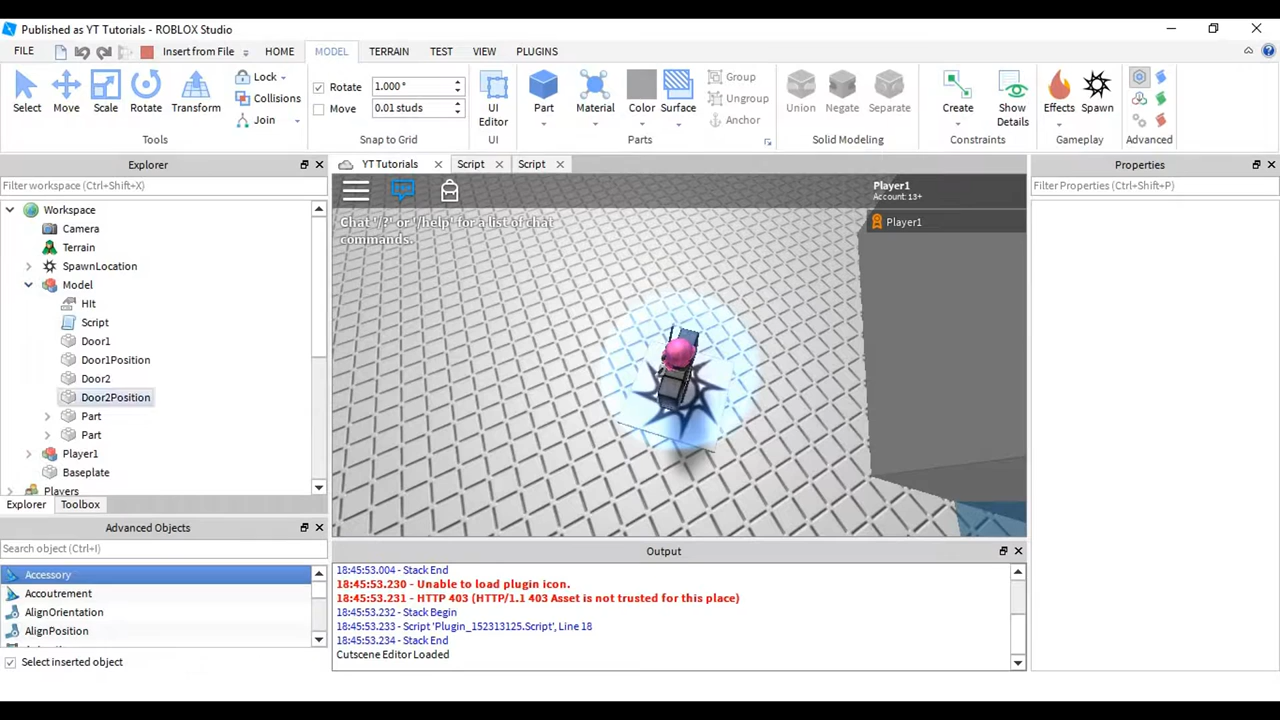 Published as YT Tutorials - ROBLOX Studio
FILE
Insert from File
HOME
MODEL
TERRAIN
TEST
VIEW
PLUGINS
Select
Move
Scale
Rotate
Transform
Lock
Collisions
Join
Tools
Rotate
1.000 °
Move
0.01 studs
Snap to Grid
UI
Editor
UI
Part
Material
Color
Surface
Group
Ungroup
Anchor
Parts
Union
Negate
Separate
Solid Modeling
Create
Show
Details
Constraints
Effects
Spawn
Gameplay
Advanced
Explorer
YT Tutorials
Script
Script
Properties
Filter workspace (Ctrl+Shift+X)
Filter Properties (Ctrl+Shift+P)
Workspace
Camera
Terrain
SpawnLocation
Model
HIt
Script
Door1
Door1Position
Door2
Door2Position
Part
Part
Player1
Baseplate
Players
Chat '/?' or '/help' for a list of chat
commands.
Player1
Account: 13+
Player1
Explorer
Toolbox
Advanced Objects
Search object (Ctrl+I)
Accessory
Accoutrement
AlignOrientation
AlignPosition
Select inserted object
Output
18:45:53.004 - Stack End
18:45:53.230 - Unable to load plugin icon.
18:45:53.231 - HTTP 403 (HTTP/1.1 403 Asset is not trusted for this place)
18:45:53.232 - Stack Begin
18:45:53.233 - Script 'Plugin_152313125.Script', Line 18
18:45:53.234 - Stack End
Cutscene Editor Loaded